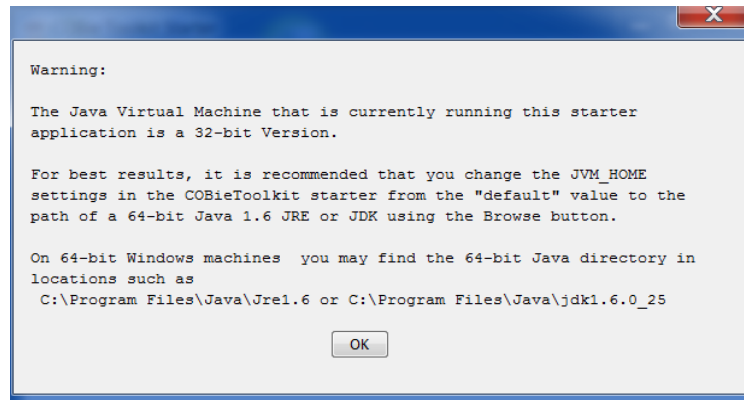 Warning:
The Java Virtual Machine that is currently running this starter
application is a 32-bit Version.
For best results, it is recommended that you change the JVM_HOME
settings in the COBieToolkit starter from the "default" value to the
path of a 64-bit Java 1.6 JRE or JDK using the Browse button.
On 64-bit Windows machines  you may find the 64-bit Java directory in
locations such as
C:\Program Files\Java\Jre1.6 or C:\Program Files\Java\jdk1.6.0_25
OK